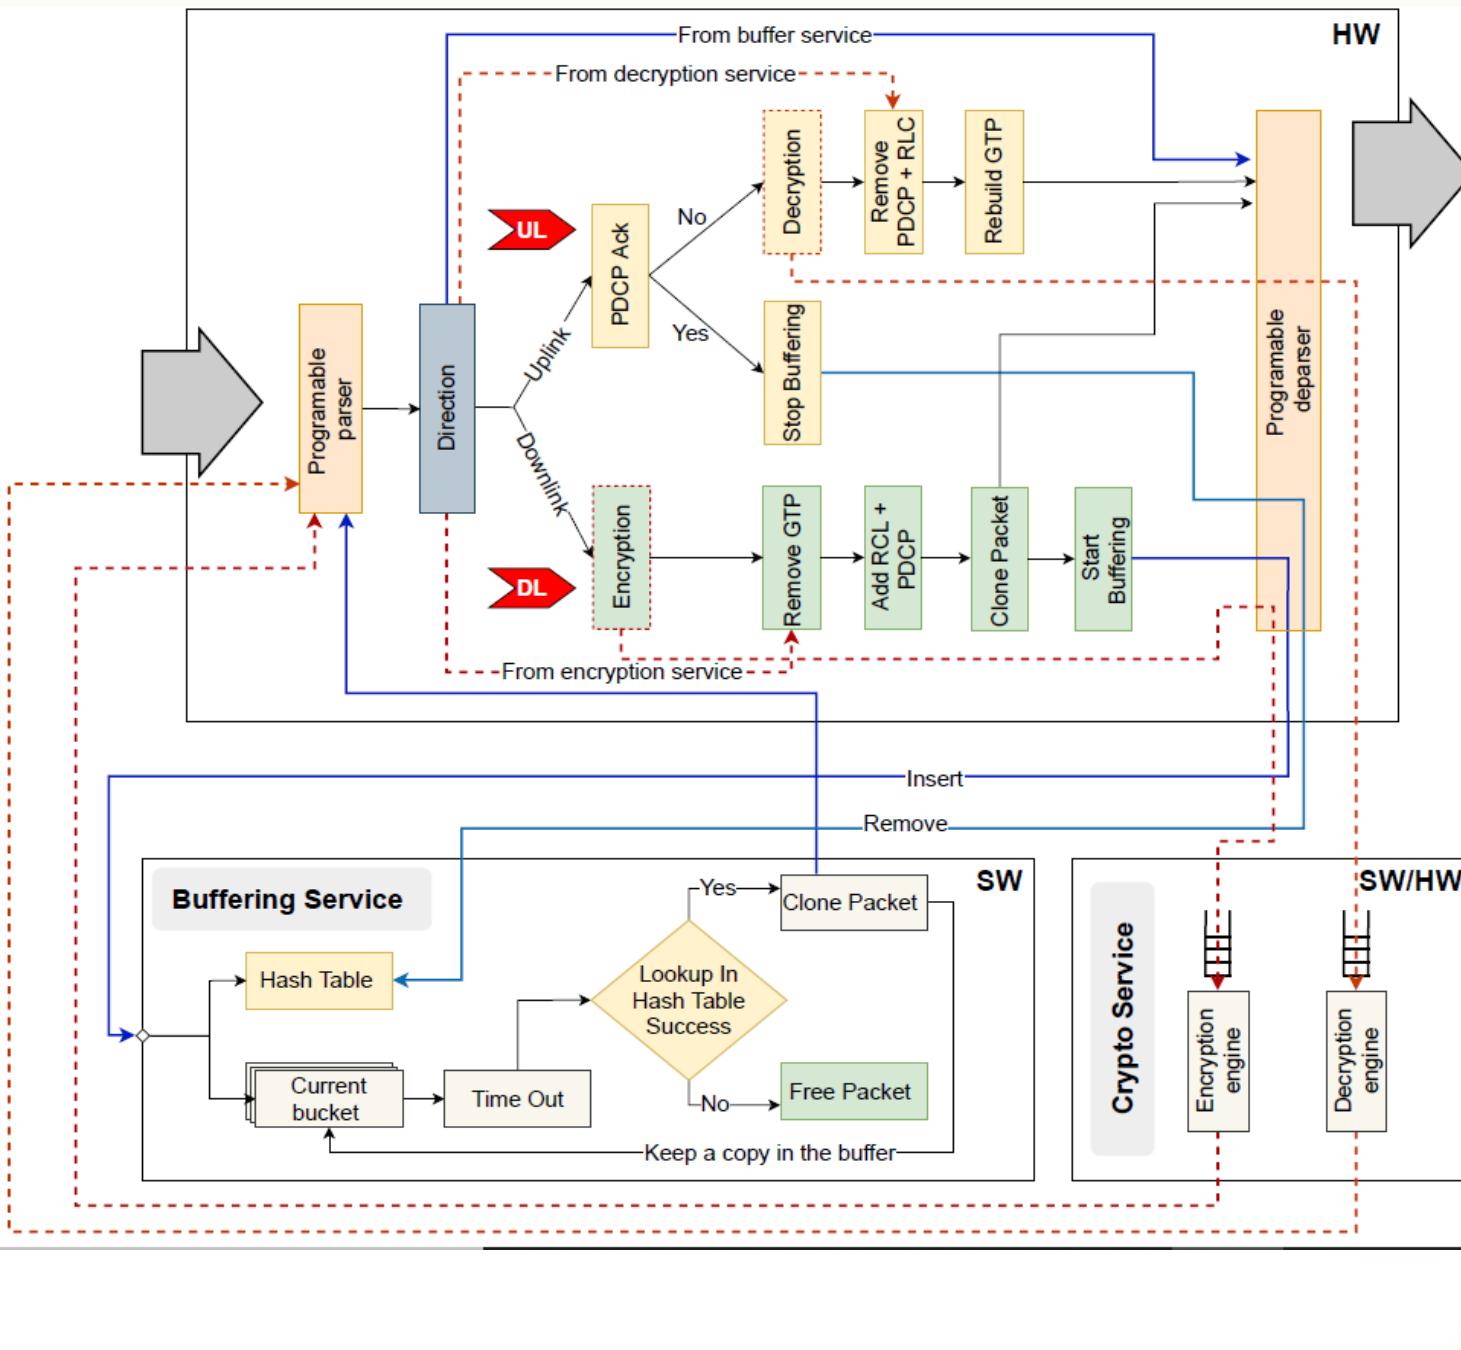 HW
From buffer service
From decryption service
Decryption
Remove
PDCP + RLC
Rebuild GTP
UL
No
PDCP Ack
Yes
Uplink
Stop Buffering
Programable
parser
Direction
Programable
deparser
Downlink
Encryption
DL
Remove GTP
Add RCL +
PDCP
Clone Packet
Start
Buffering
From encryption service
Insert
Remove
Buffering Service
SW
Yes
Clone Packet
Hash Table
Lookup In
Hash Table
Success
Current
bucket
Time Out
No
Free Packet
Keep a copy in the buffer
SW/HW
Crypto Service
Encryption
engine
Decryption
engine